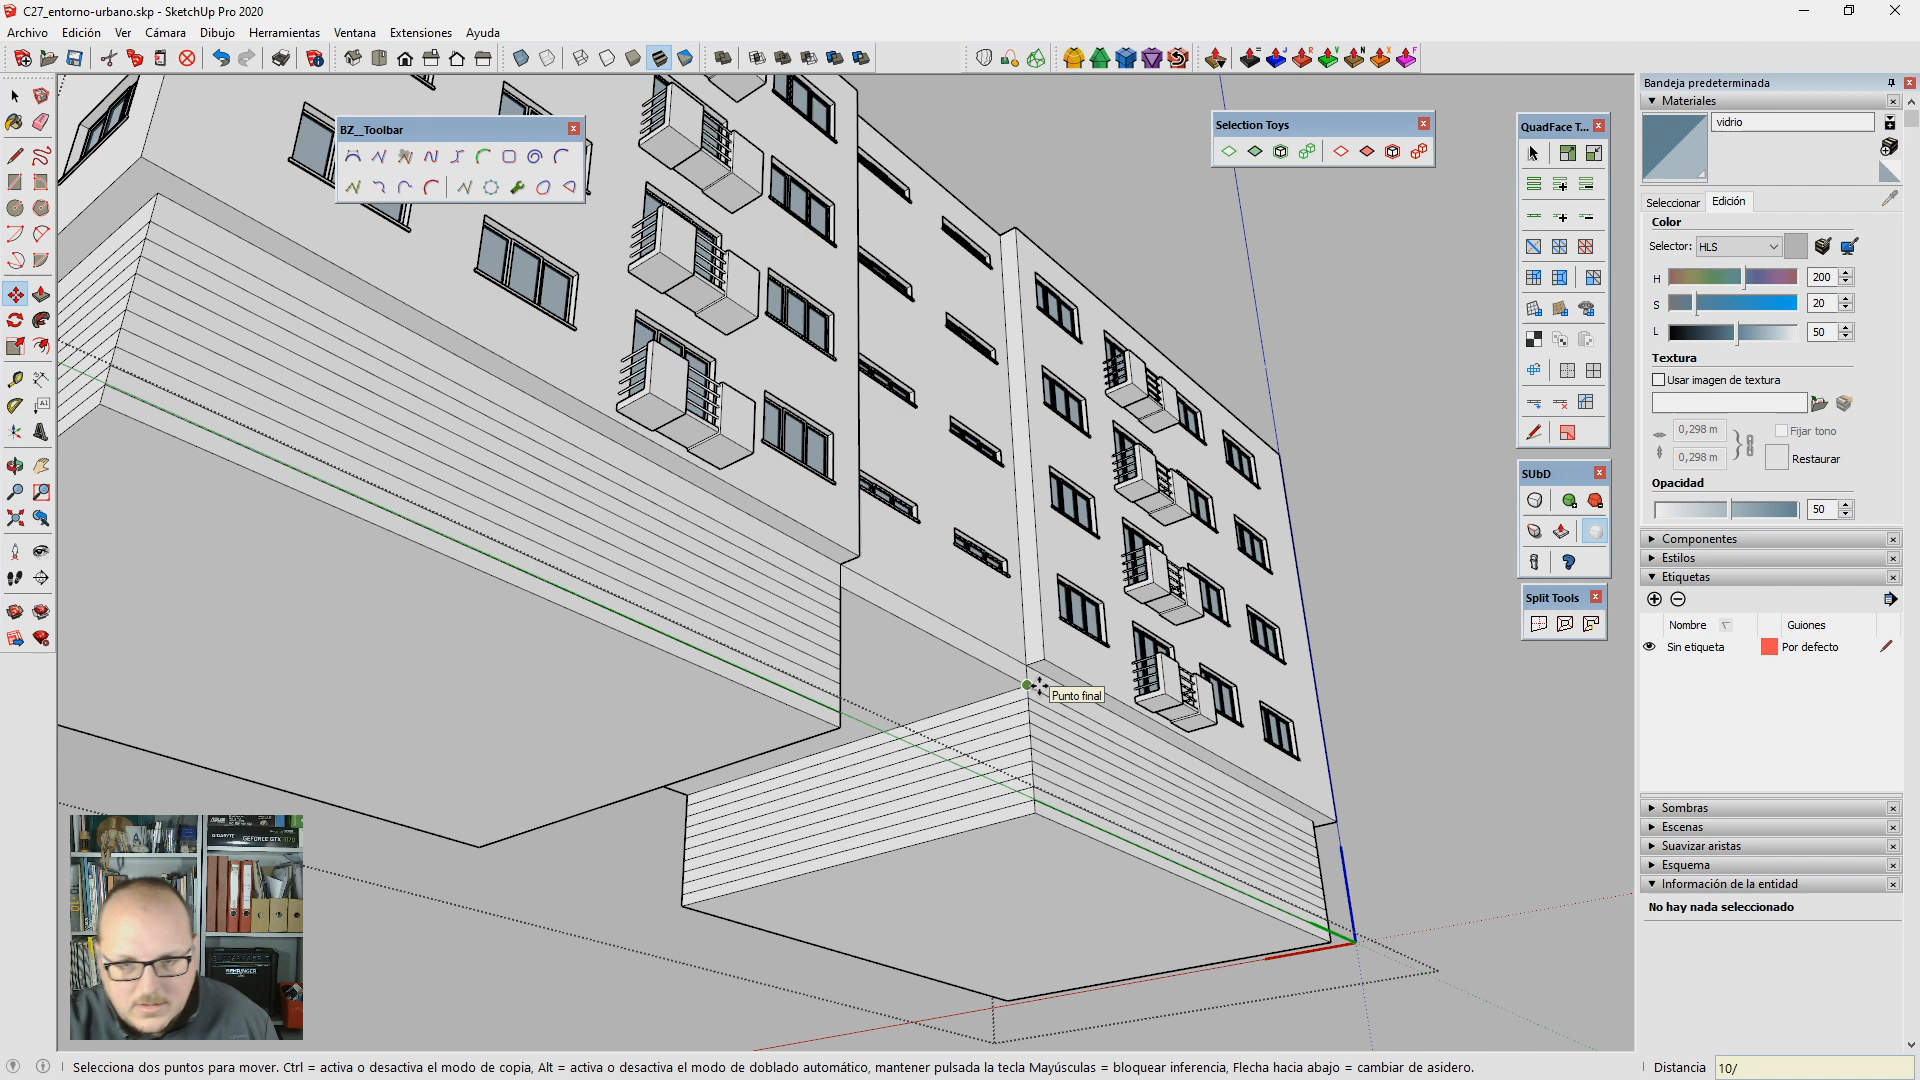 C27_entorno-urbano.skp - SketchUp Pro 2020
Archivo Edición Ver Cámara Dibujo Herramientas Ventana Extensiones Ayuda
BZ__Toolbar
Selection Toys
QuadFace T...
SUbD
Split Tools
Punto final
Bandeja predeterminada
Materiales
vidrio
Seleccionar Edición
Color
Selector: HLS
H 200
S 20
L 50
Textura
Usar imagen de textura
0,298 m Fijar tono
0,298 m Restaurar
Opacidad
50
Componentes
Estilos
Etiquetas
Nombre Guiones
Sin etiqueta Por defecto
Sombras
Escenas
Suavizar aristas
Esquema
Información de la entidad
No hay nada seleccionado
GEFORCE GTX
BEHRINGER
Selecciona dos puntos para mover. Ctrl = activa o desactiva el modo de copia, Alt = activa o desactiva el modo de doblado automático, mantener pulsada la tecla Mayúsculas = bloquear inferencia, Flecha hacia abajo = cambiar de asidero.
Distancia 10/